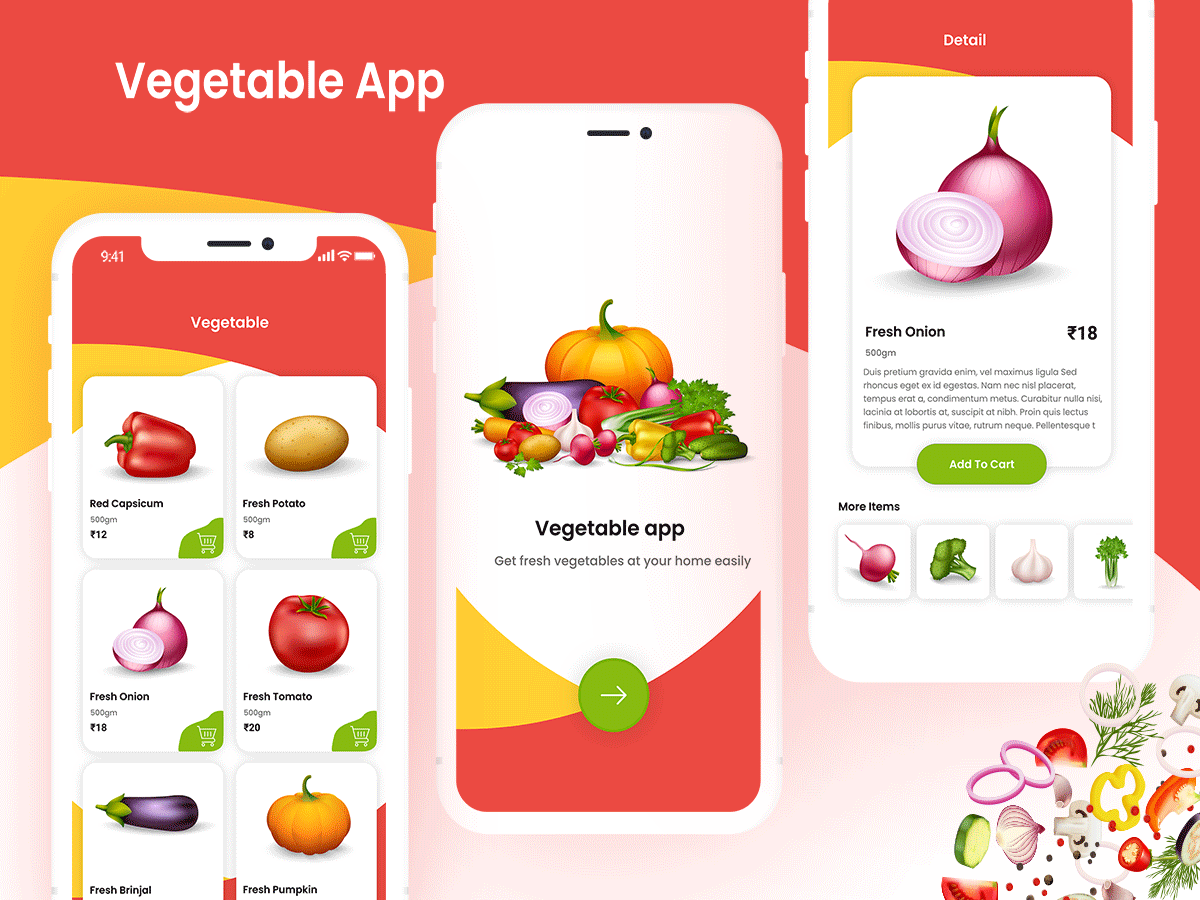 Vegetable App
9:41
Vegetable
Red Capsicum
500gm
₹12
Fresh Potato
500gm
₹8
Fresh Onion
500gm
₹18
Fresh Tomato
500gm
₹20
Fresh Brinjal
Fresh Pumpkin
Vegetable app
Get fresh vegetables at your home easily
Detail
Fresh Onion
₹18
500gm
Duis pretium gravida enim, vel maximus ligula Sed
rhoncus eget ex id egestas. Nam nec nisl placerat,
tempus erat a, condimentum metus. Curabitur nulla nisi,
lacinia at lobortis at, suscipit at nibh. Proin quis lectus
finibus, mollis purus vitae, rutrum neque. Pellentesque t
Add To Cart
More Items